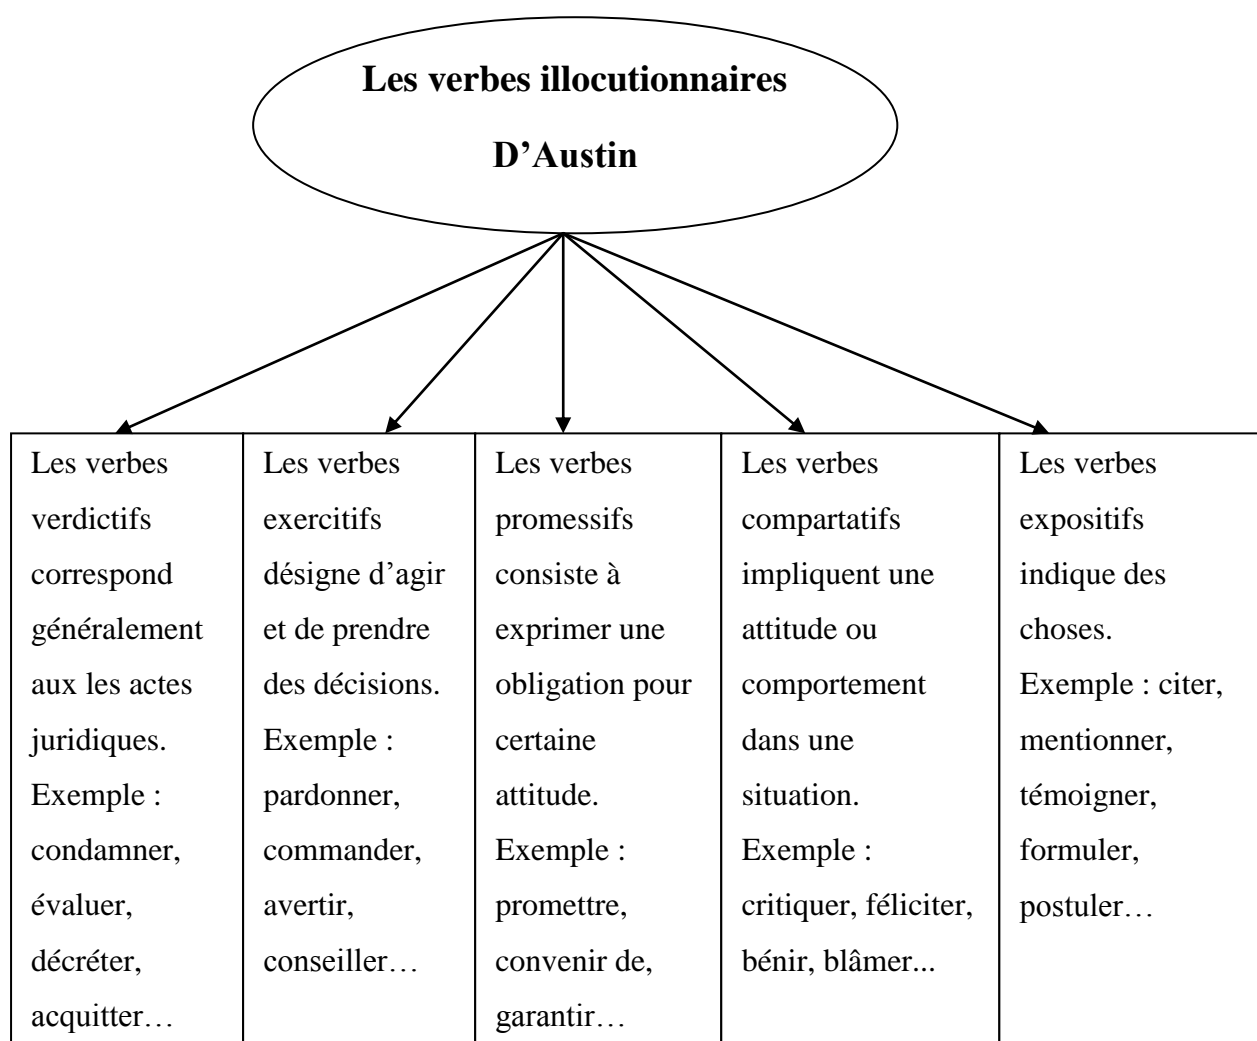 Les verbes illocutionnaires
D’Austin
Les verbes
verdictifs
correspond
généralement
aux les actes
juridiques.
Exemple :
condamner,
évaluer,
décréter,
acquitter…
Les verbes
exercitifs
désigne d’agir
et de prendre
des décisions.
Exemple :
pardonner,
commander,
avertir,
conseiller…
Les verbes
promessifs
consiste à
exprimer une
obligation pour
certaine
attitude.
Exemple :
promettre,
convenir de,
garantir…
Les verbes
compartatifs
impliquent une
attitude ou
comportement
dans une
situation.
Exemple :
critiquer, féliciter,
bénir, blâmer...
Les verbes
expositifs
indique des
choses.
Exemple : citer,
mentionner,
témoigner,
formuler,
postuler…